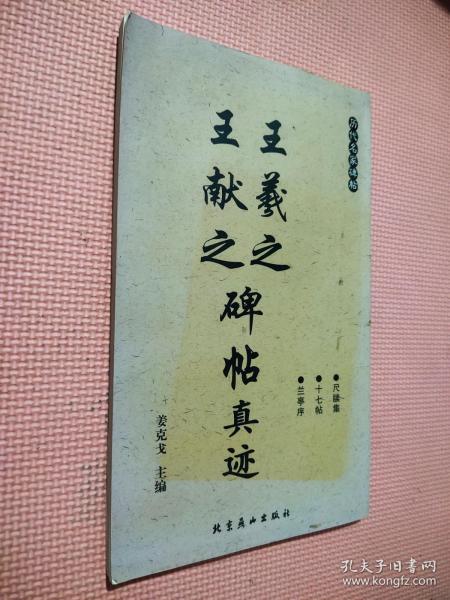 历代名家碑帖
王羲之
王献之
碑帖真迹
●尺牍集
●十七帖
●兰亭序
姜克戈 主编
北京燕山出版社
孔夫子旧书网
www.kongfz.com